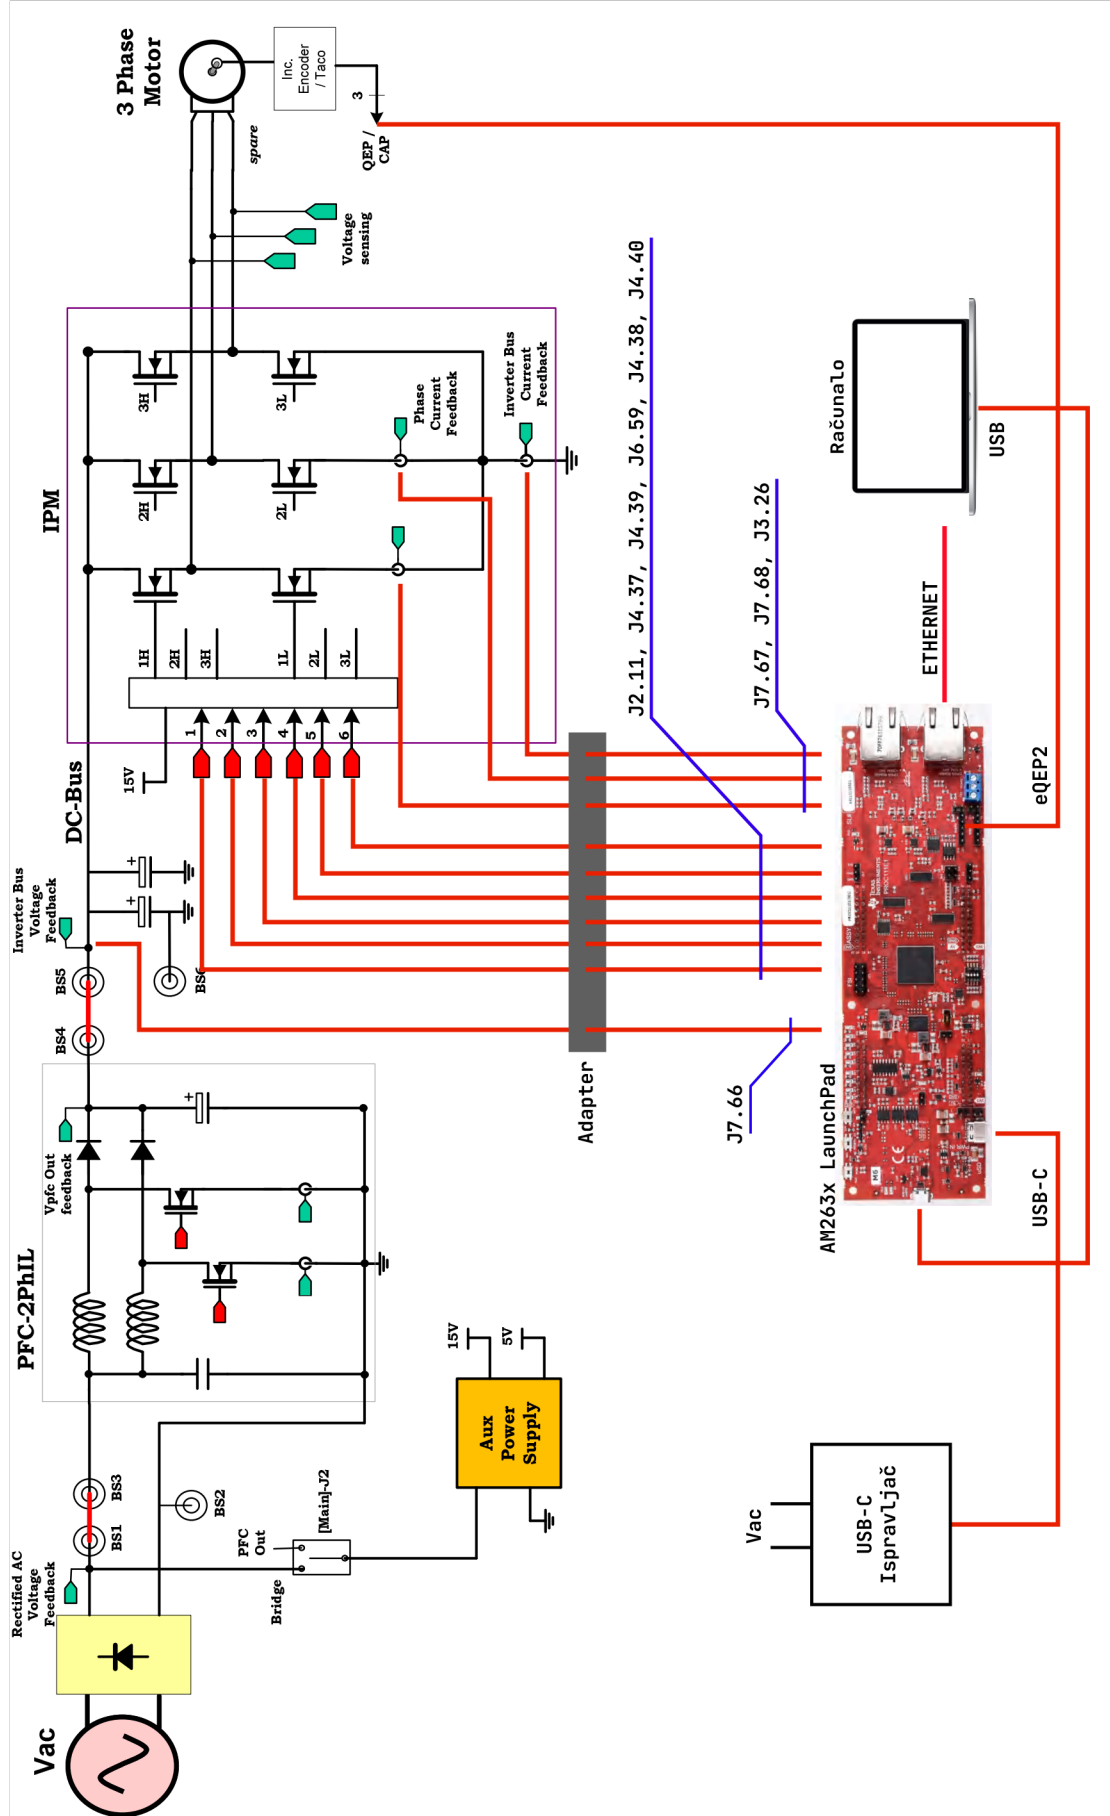 Vac
Rectified AC
Voltage
Feedback
BS1
BS3
BS2
Bridge
PFC
Out
[Main]-J2
Aux
Power
Supply
15V
5V
PFC-2PhIL
Vpfc Out
feedback
+
BS4
BS5
Inverter Bus
Voltage
Feedback
+
+
DC-Bus
15V
1
2
3
4
5
6
IPM
1H
2H
3H
1L
2L
3L
2H
2L
3H
3L
Phase
Current
Feedback
Inverter Bus
Current
Feedback
Voltage
sensing
spare
3 Phase
Motor
Inc.
Encoder
/ Taco
3
QEP /
CAP
Adapter
J7.66
J2.11, J4.37, J4.39, J6.59, J4.38, J4.40
J7.67, J7.68, J3.26
AM263x LaunchPad
TEXAS
INSTRUMENTS
USB-C
ETHERNET
eQEP2
Računalo
USB
Vac
USB-C
Ispravljač